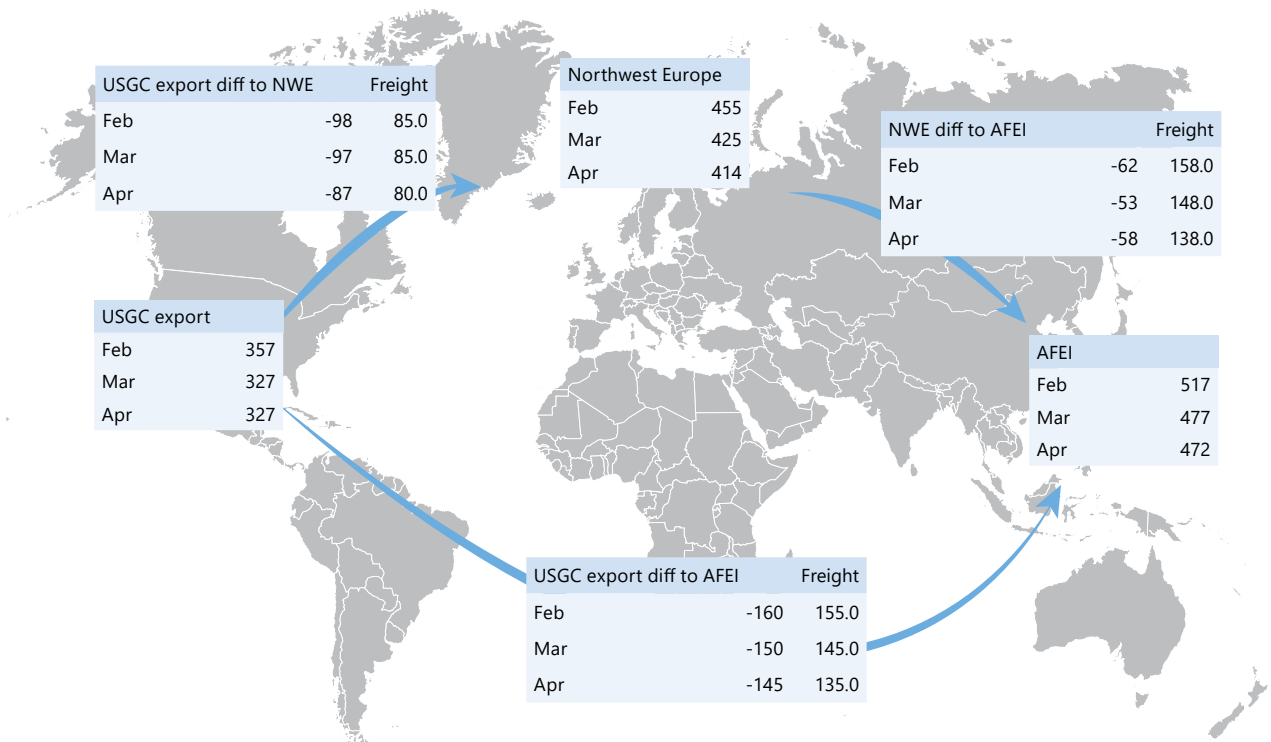 USGC export diff to NWE Freight
Feb -98 85.0
Mar -97 85.0
Apr -87 80.0
Northwest Europe
Feb 455
Mar 425
Apr 414
NWE diff to AFEI Freight
Feb -62 158.0
Mar -53 148.0
Apr -58 138.0
USGC export
Feb 357
Mar 327
Apr 327
AFEI
Feb 517
Mar 477
Apr 472
USGC export diff to AFEI Freight
Feb -160 155.0
Mar -150 145.0
Apr -145 135.0